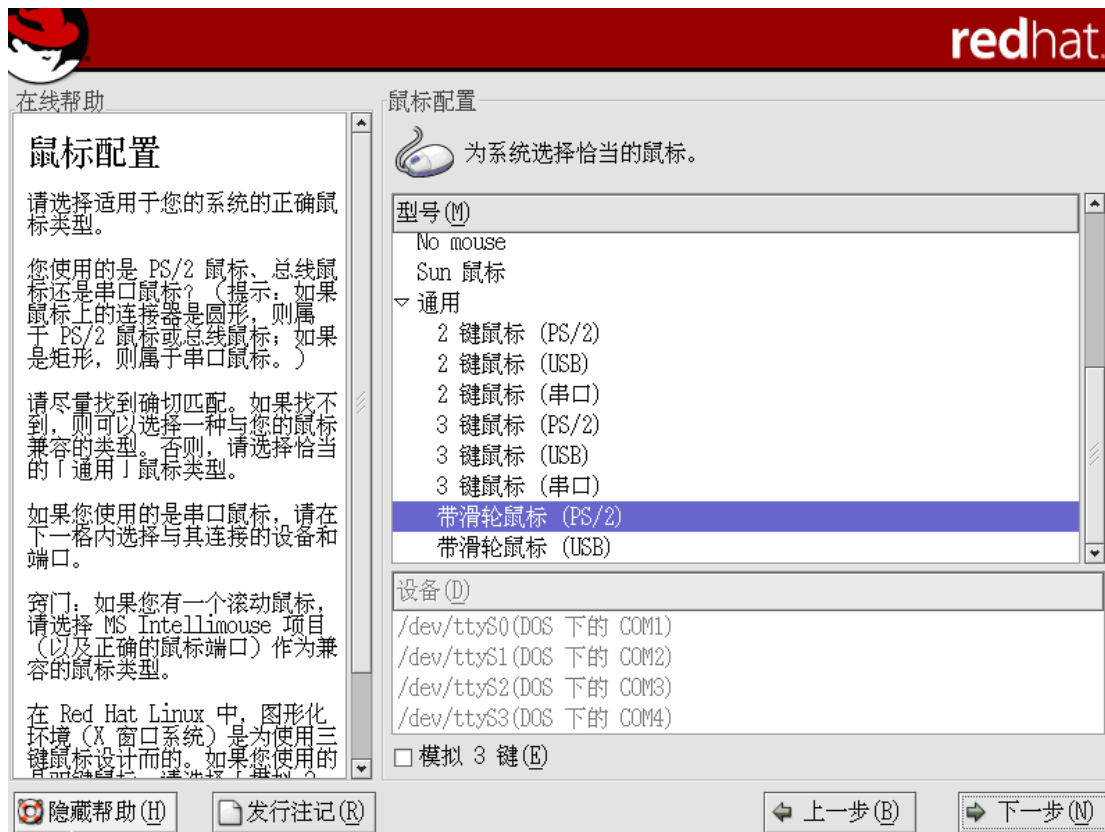 redhat.
在线帮助
鼠标配置
请选择适用于您的系统的正确鼠
标类型。
您使用的是 PS/2 鼠标、总线鼠
标还是串口鼠标？（提示：如果
鼠标上的连接器是圆形，则属
于 PS/2 鼠标或总线鼠标；如果
是矩形，则属于串口鼠标。）
请尽量找到确切匹配。如果找不
到，则可以选择一种与您的鼠标
兼容的类型。否则，请选择恰当
的「通用」鼠标类型。
如果您使用的是串口鼠标，请在
下一格内选择与其连接的设备和
端口。
窍门：如果您有一个滚动鼠标，
请选择 MS Intellimouse 项目
（以及正确的鼠标端口）作为兼
容的鼠标类型。
在 Red Hat Linux 中，图形化
环境（X 窗口系统）是为使用三
键鼠标设计而的。如果您使用的
是两键鼠标，请选择「模拟 3
鼠标配置
为系统选择恰当的鼠标。
型号(M)
No mouse
Sun 鼠标
通用
2 键鼠标 (PS/2)
2 键鼠标 (USB)
2 键鼠标 (串口)
3 键鼠标 (PS/2)
3 键鼠标 (USB)
3 键鼠标 (串口)
带滑轮鼠标 (PS/2)
带滑轮鼠标 (USB)
设备(D)
/dev/ttyS0(DOS 下的 COM1)
/dev/ttyS1(DOS 下的 COM2)
/dev/ttyS2(DOS 下的 COM3)
/dev/ttyS3(DOS 下的 COM4)
模拟 3 键(E)
隐藏帮助(H)
发行注记(R)
上一步(B)
下一步(N)